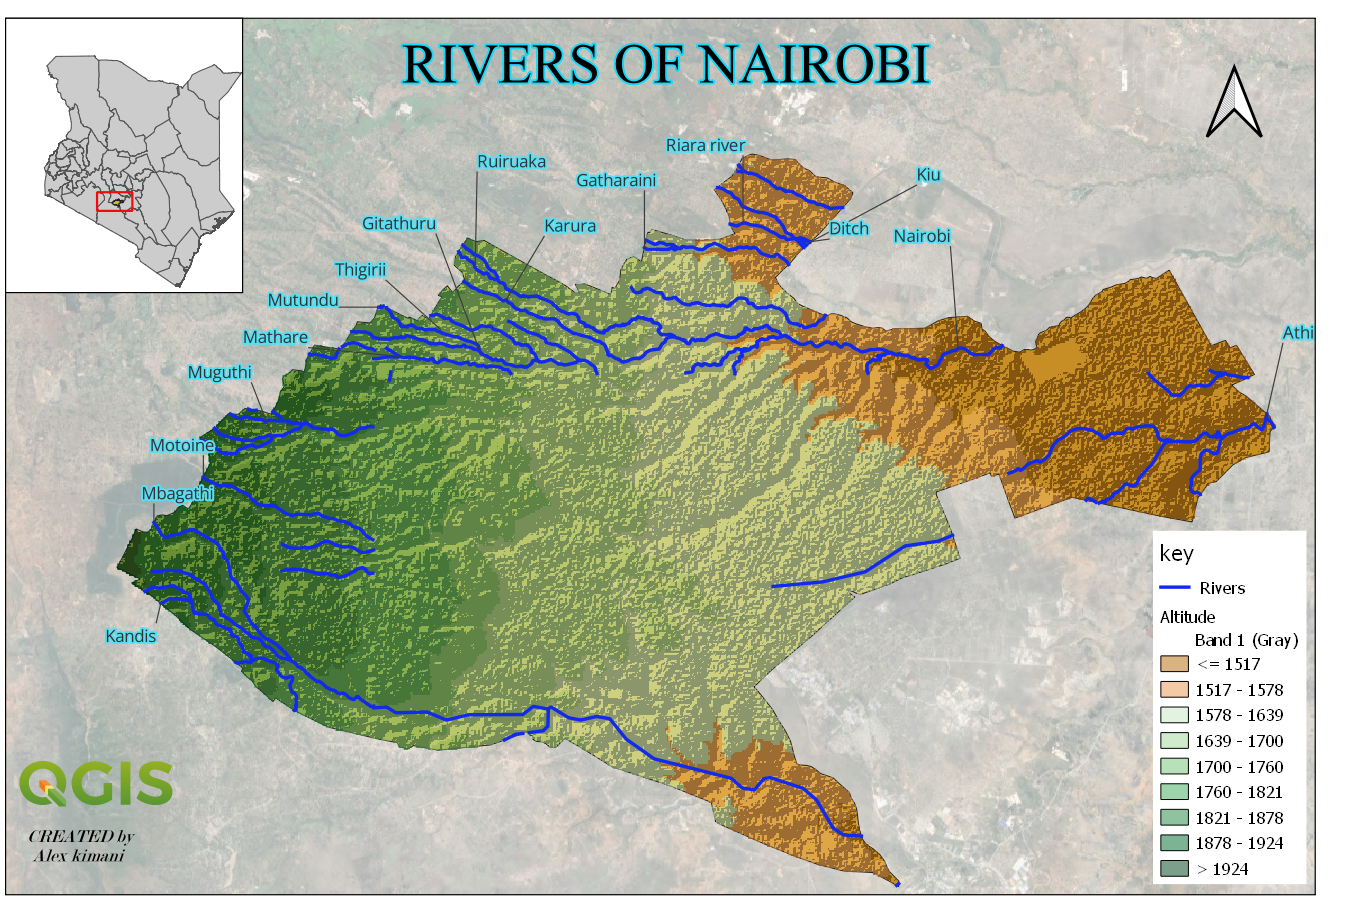 RIVERS OF NAIROBI
Riara river
Ruiruaka
Gatharaini
Kiu
Gitathuru
Karura
Ditch
Nairobi
Thigirii
Mutundu
Mathare
Athi
Muguthi
Motoine
Mbagathi
Kandis
key
Rivers
Altitude
Band 1 (Gray)
<= 1517
1517 - 1578
1578 - 1639
1639 - 1700
1700 - 1760
1760 - 1821
1821 - 1878
1878 - 1924
> 1924
QGIS
CREATED by
Alex kimani